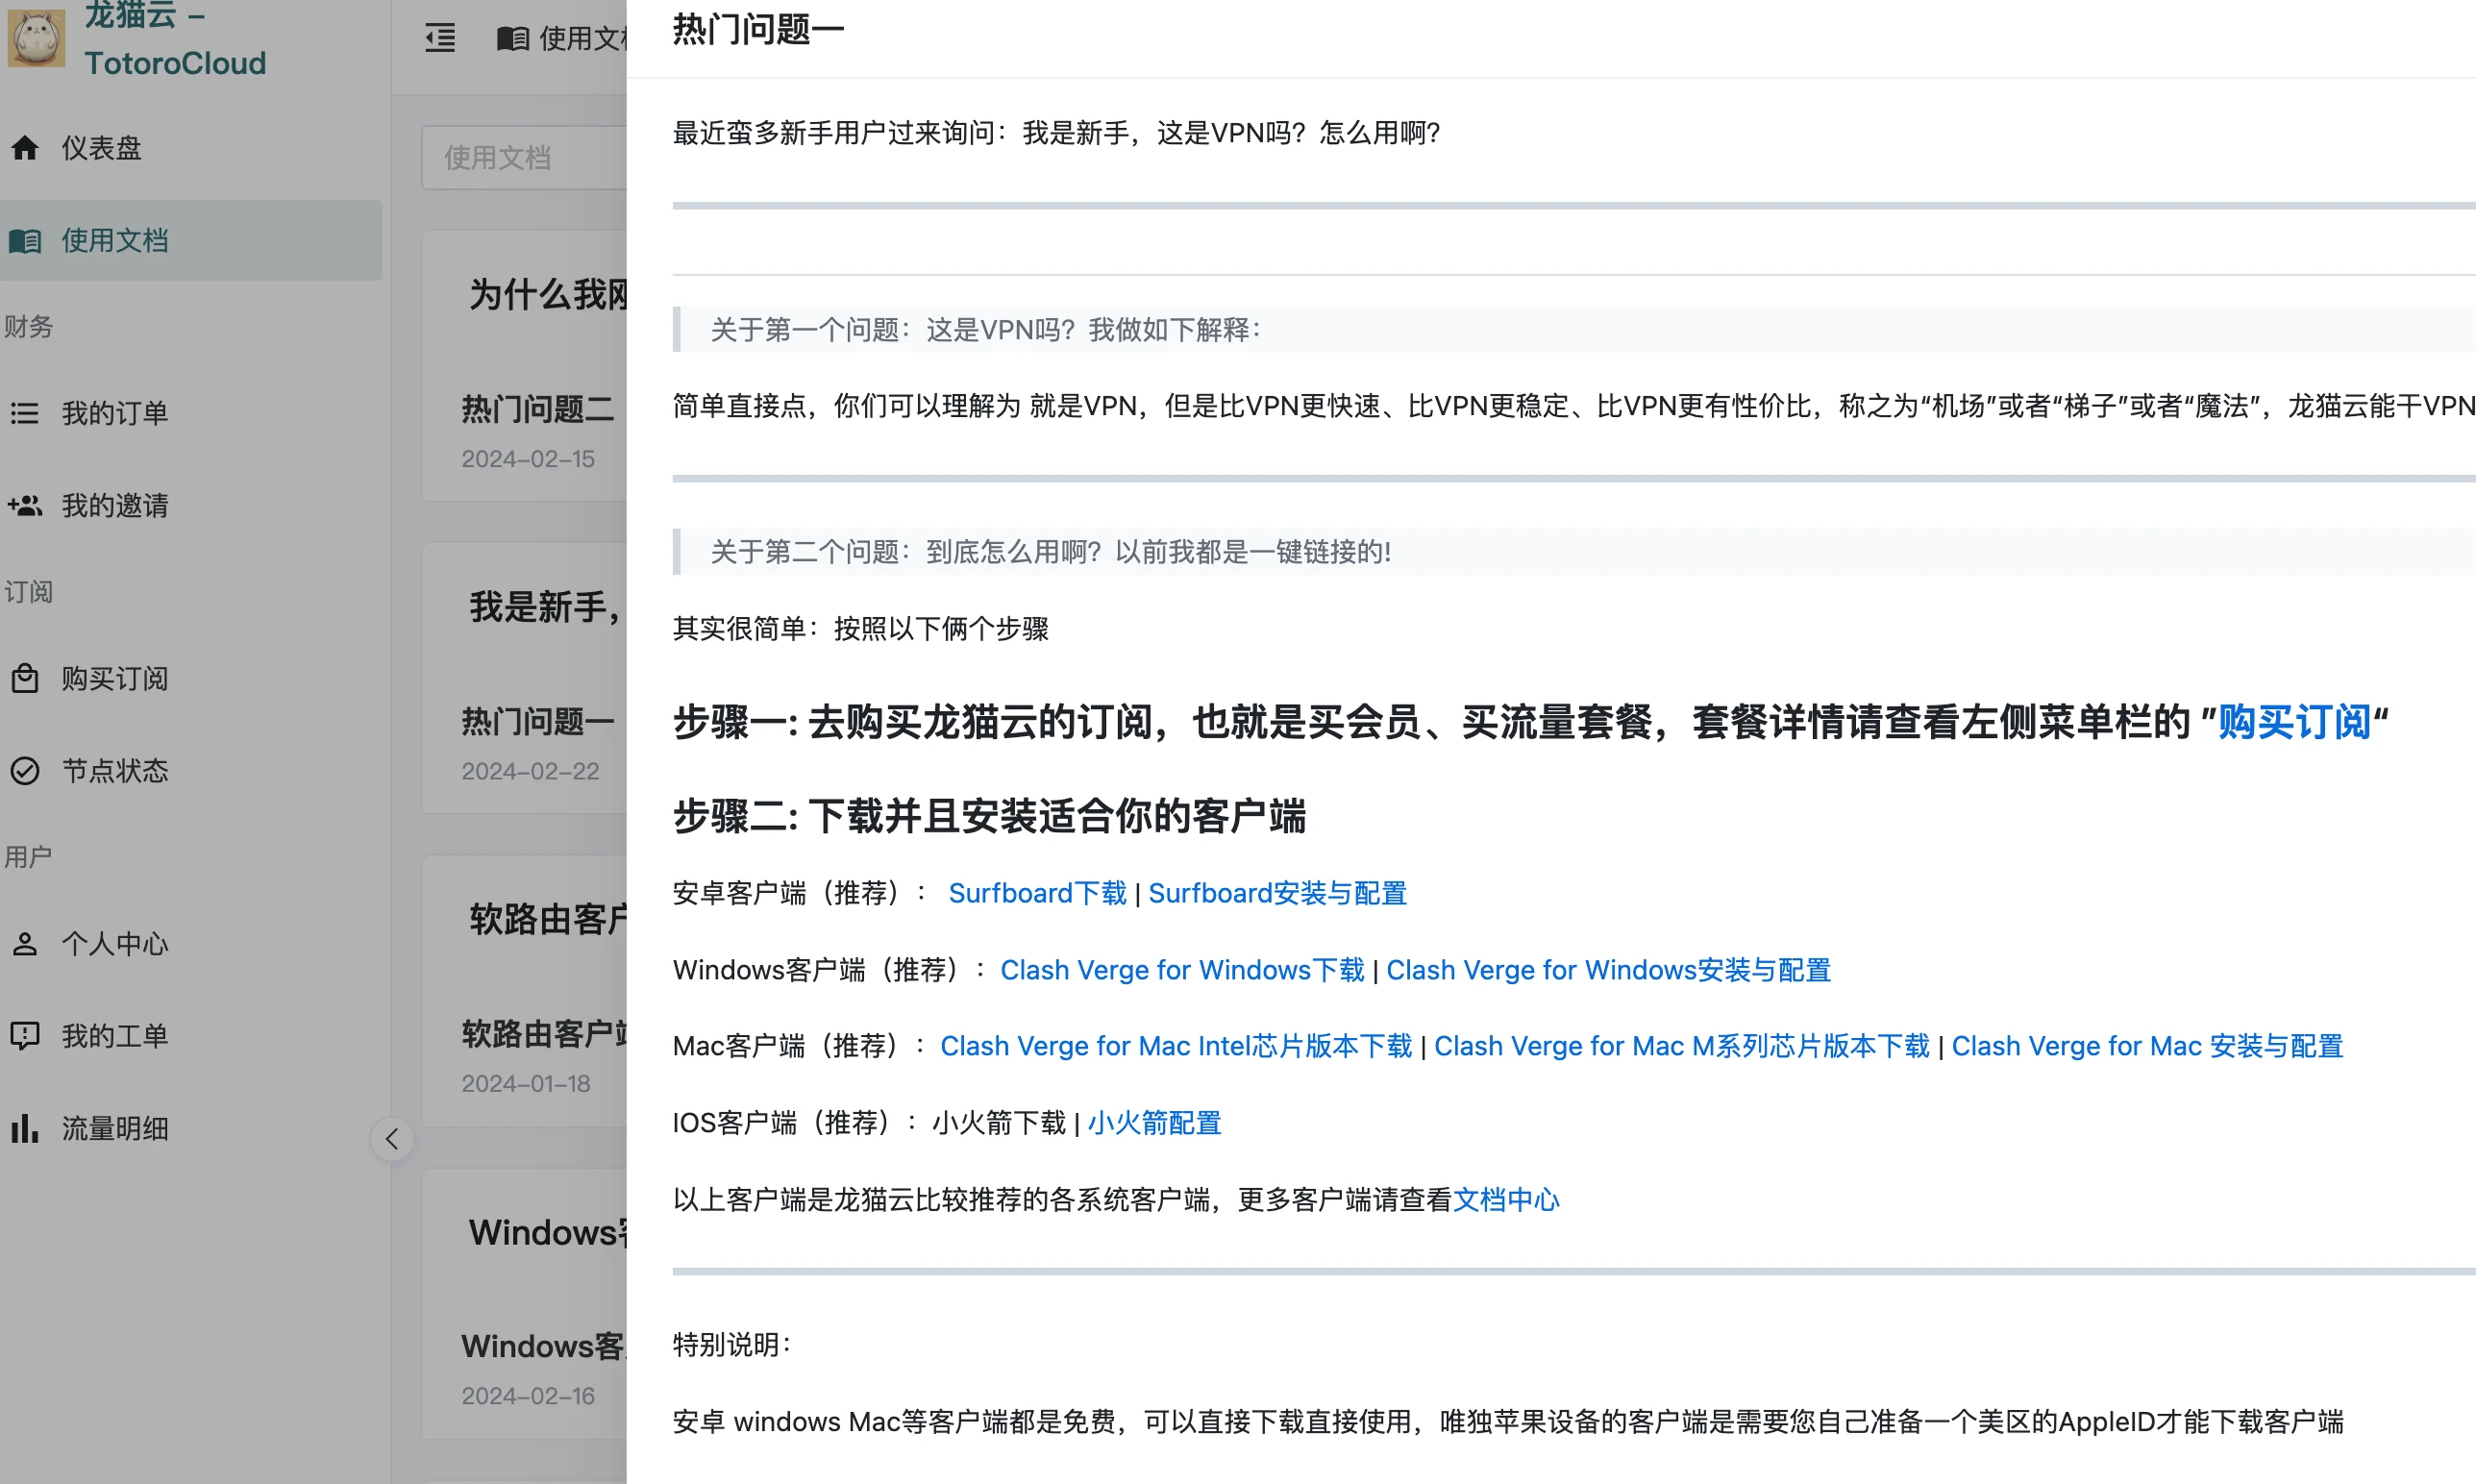 龙猫云 –
TotoroCloud
仪表盘
使用文档
财务
我的订单
我的邀请
订阅
购买订阅
节点状态
用户
个人中心
我的工单
流量明细
使用文
使用文档
为什么我刚
热门问题二
2024-02-15
我是新手，
热门问题一
2024-02-22
软路由客户
软路由客户端
2024-01-18
Windows客
Windows客
2024-02-16
热门问题一
最近蛮多新手用户过来询问：我是新手，这是VPN吗？怎么用啊？
关于第一个问题：这是VPN吗？我做如下解释：
简单直接点，你们可以理解为 就是VPN，但是比VPN更快速、比VPN更稳定、比VPN更有性价比，称之为“机场”或者“梯子”或者“魔法”，龙猫云能干VPN
关于第二个问题：到底怎么用啊？以前我都是一键链接的!
其实很简单：按照以下俩个步骤
步骤一: 去购买龙猫云的订阅，也就是买会员、买流量套餐，套餐详情请查看左侧菜单栏的 ”购买订阅“
步骤二: 下载并且安装适合你的客户端
安卓客户端（推荐）： Surfboard下载 | Surfboard安装与配置
Windows客户端（推荐）：Clash Verge for Windows下载 | Clash Verge for Windows安装与配置
Mac客户端（推荐）：Clash Verge for Mac Intel芯片版本下载 | Clash Verge for Mac M系列芯片版本下载 | Clash Verge for Mac 安装与配置
IOS客户端（推荐）：小火箭下载 | 小火箭配置
以上客户端是龙猫云比较推荐的各系统客户端，更多客户端请查看文档中心
特别说明：
安卓 windows Mac等客户端都是免费，可以直接下载直接使用，唯独苹果设备的客户端是需要您自己准备一个美区的AppleID才能下载客户端